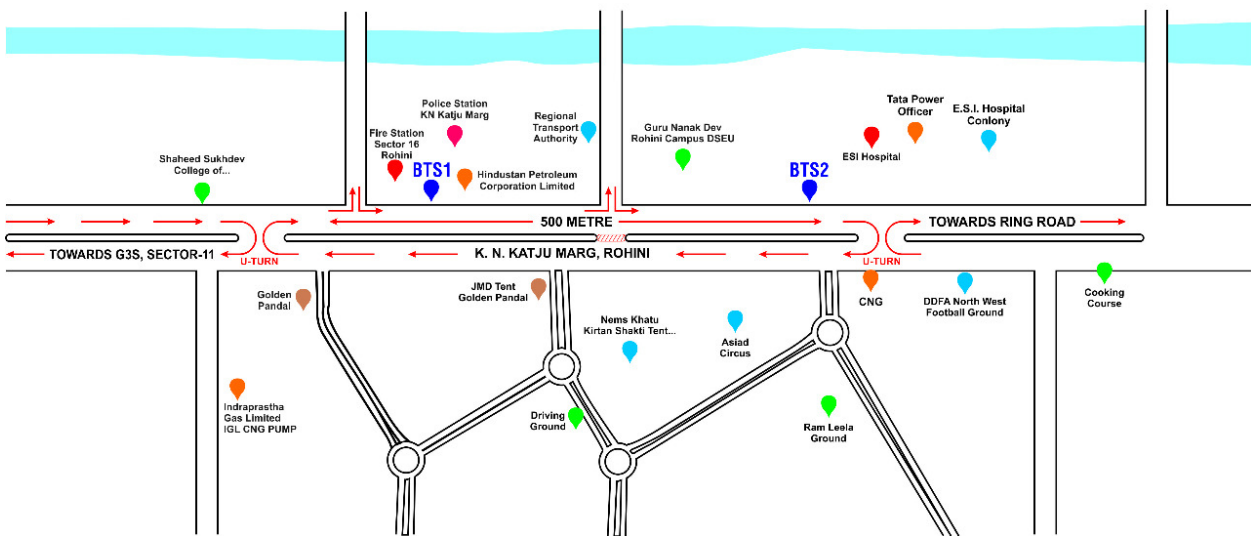 Police Station
KN Katju Marg
Regional
Transport
Authority
Tata Power
Officer
E.S.I. Hospital
Conlony
Fire Station
Sector 16
Rohini
Guru Nanak Dev
Rohini Campus DSEU
ESI Hospital
Shaheed Sukhdev
College of...
BTS1
Hindustan Petroleum
Corporation Limited
BTS2
500 METRE
TOWARDS RING ROAD
TOWARDS G3S, SECTOR-11
U-TURN
K. N. KATJU MARG, ROHINI
U-TURN
Golden
Pandal
JMD Tent
Golden Pandal
CNG
DDFA North West
Football Ground
Cooking
Course
Nems Khatu
Kirtan Shakti Tent...
Asiad
Circus
Indraprastha
Gas Limited
IGL CNG PUMP
Driving
Ground
Ram Leela
Ground